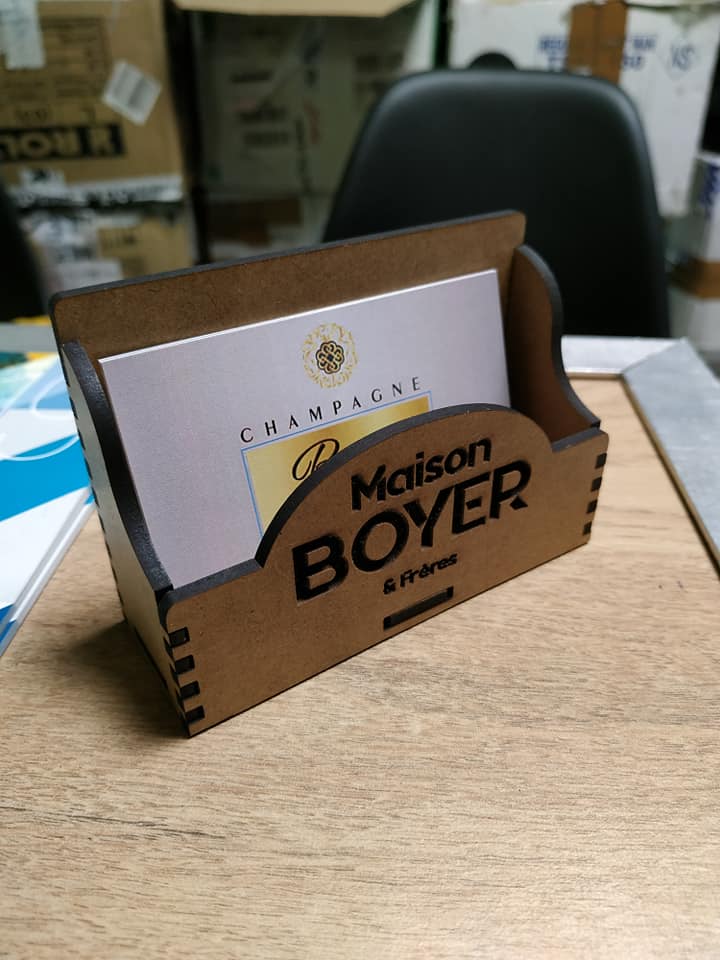 CHAMPAGNE
Maison
BOYER
& Frères